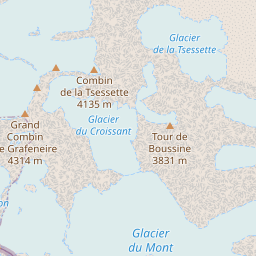 Glacier
de la Tsessette
Combin
de la Tsessette
4135 m
Glacier
du Croissant
Grand
Combin
e Grafeneire
4314 m
Tour de
Boussine
3831 m
on
Glacier
du Mont